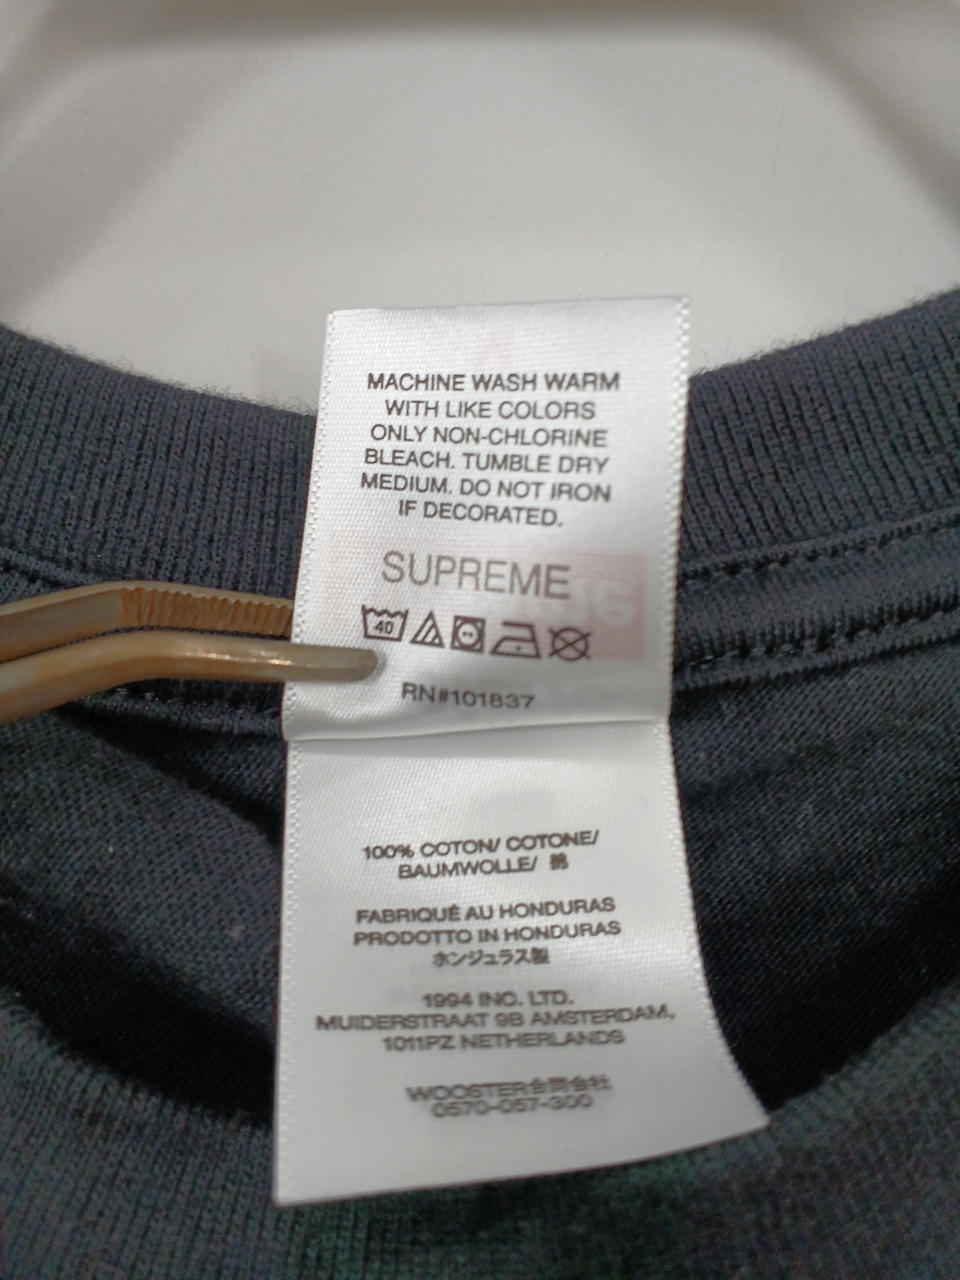 MACHINE WASH WARM
WITH LIKE COLORS
ONLY NON-CHLORINE
BLEACH. TUMBLE DRY
MEDIUM. DO NOT IRON
IF DECORATED.
SUPREME
40
RN#101837
100% COTON/ COTONE/
BAUMWOLLE/ 綿
FABRIQUÉ AU HONDURAS
PRODOTTO IN HONDURAS
ホンジュラス製
1994 INC. LTD.
MUIDERSTRAAT 9B AMSTERDAM,
1011PZ NETHERLANDS
WOOSTER合同会社
0570-057-300